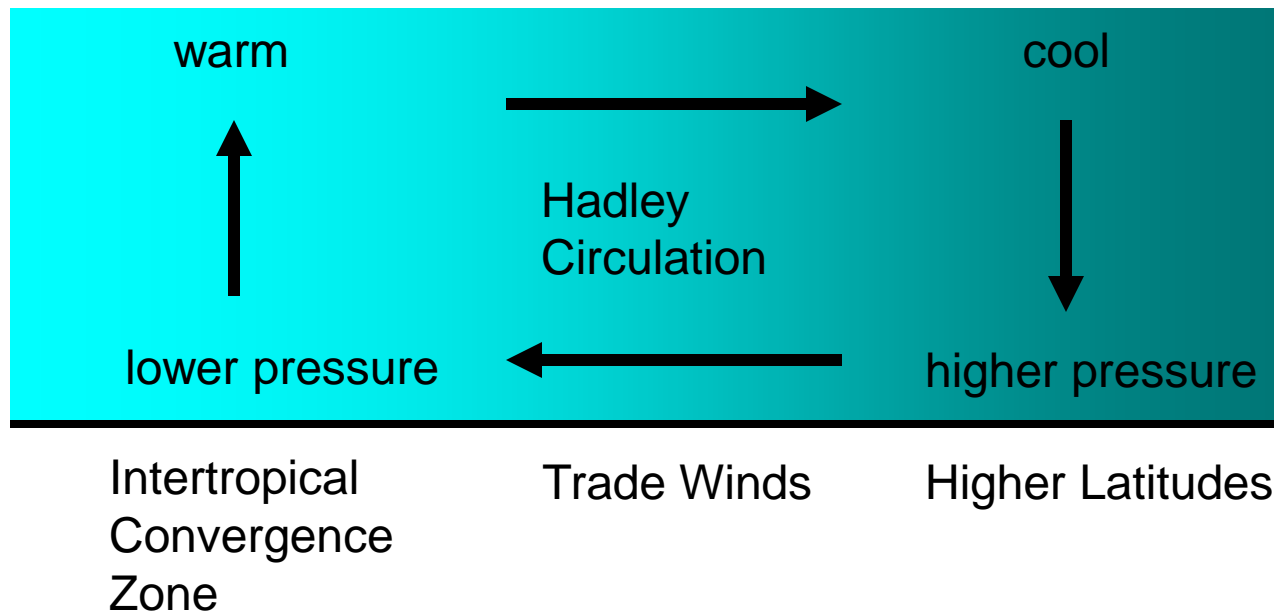 warm
cool
Hadley
Circulation
lower pressure
higher pressure
Intertropical
Convergence
Zone
Trade Winds
Higher Latitudes